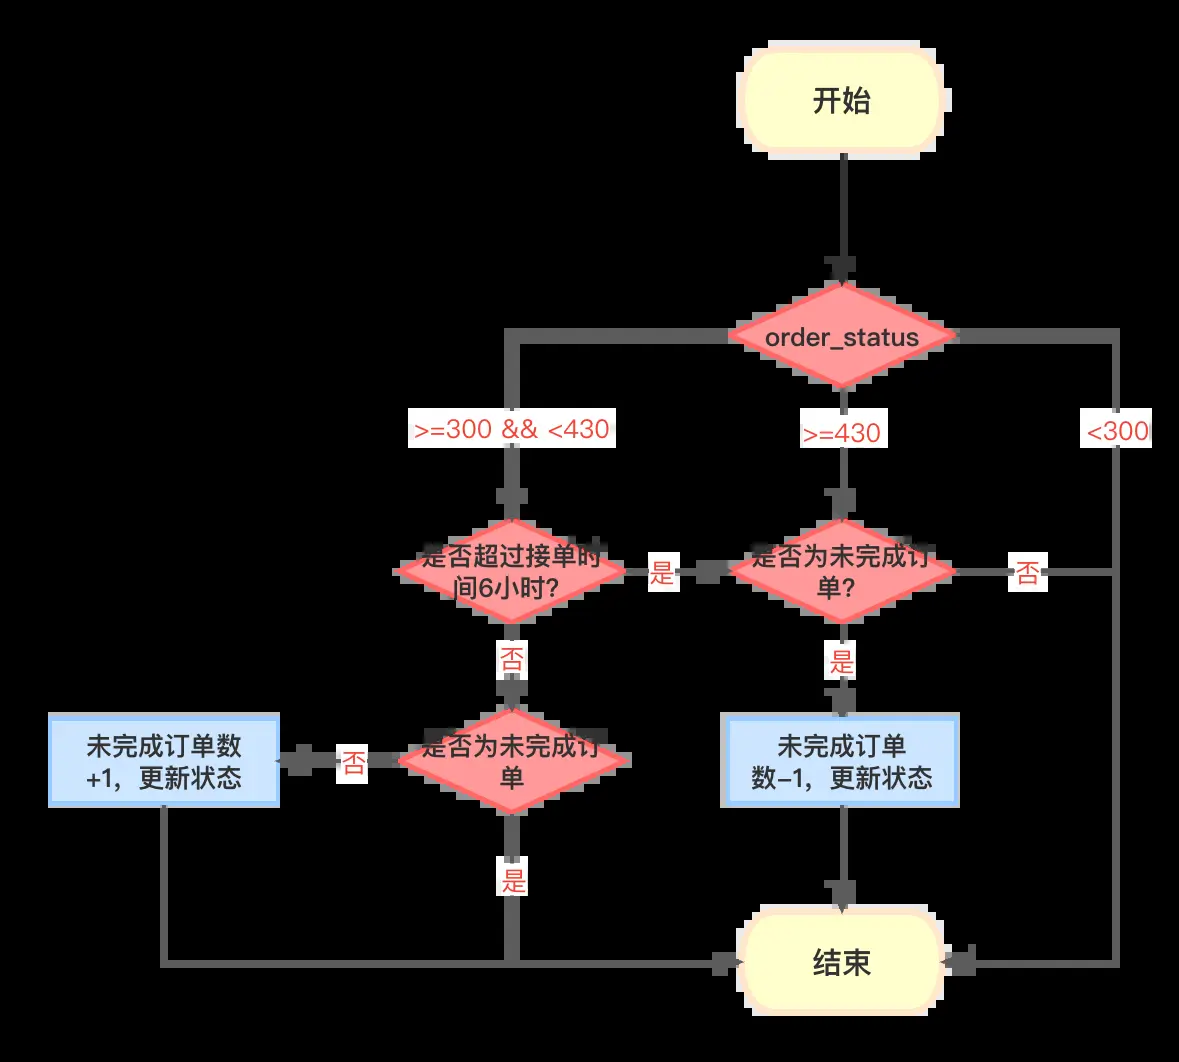 开始
order_status
>=300 && <430
>=430
<300
是否超过接单时
间6小时?
是
是否为未完成订
单?
否
否
是
未完成订单数
+1，更新状态
否
是否为未完成订
单
未完成订单
数-1，更新状态
是
结束